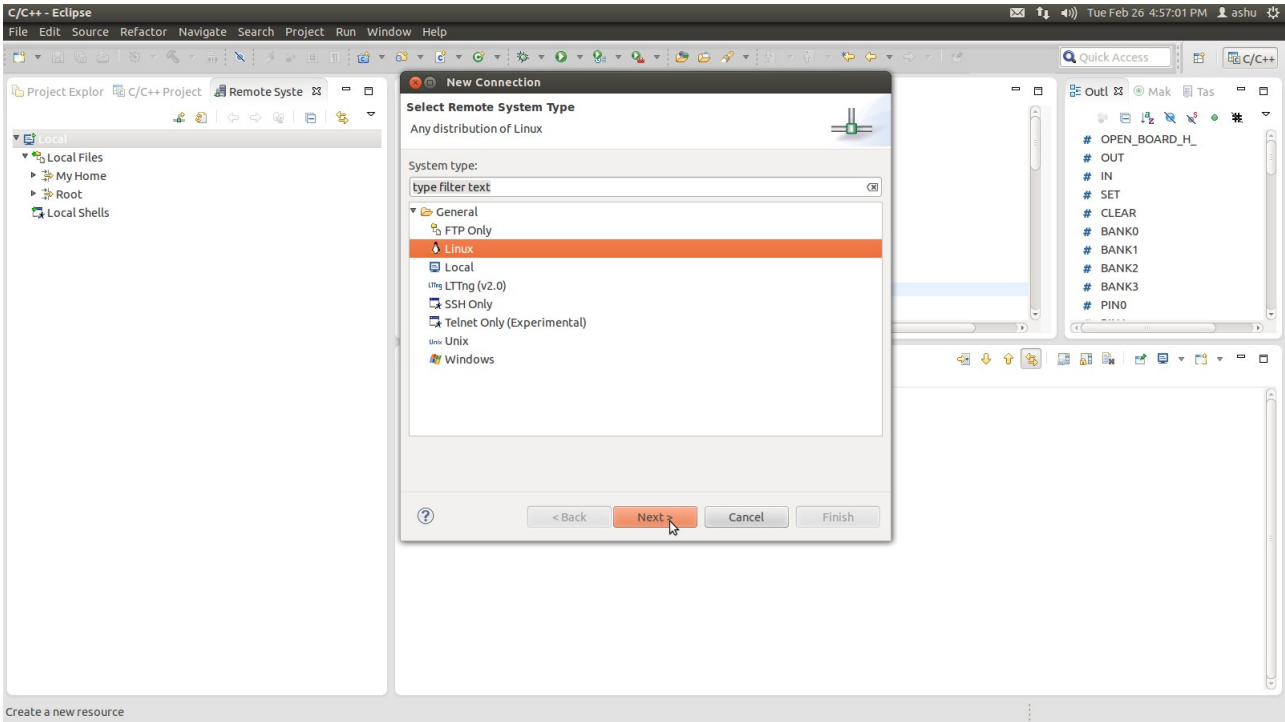 C/C++ - Eclipse
Tue Feb 26 4:57:01 PM ashu
File Edit Source Refactor Navigate Search Project Run Window Help
Quick Access
C/C++
Project Explor C/C++ Project Remote Syste
Local
Local Files
My Home
Root
Local Shells
New Connection
Select Remote System Type
Any distribution of Linux
System type:
type filter text
General
FTP Only
Linux
Local
LTTng LTTng (v2.0)
SSH Only
Telnet Only (Experimental)
Unix Unix
Windows
< Back Next > Cancel Finish
Outl Mak Tas
# OPEN_BOARD_H_
# OUT
# IN
# SET
# CLEAR
# BANK0
# BANK1
# BANK2
# BANK3
# PIN0
Create a new resource